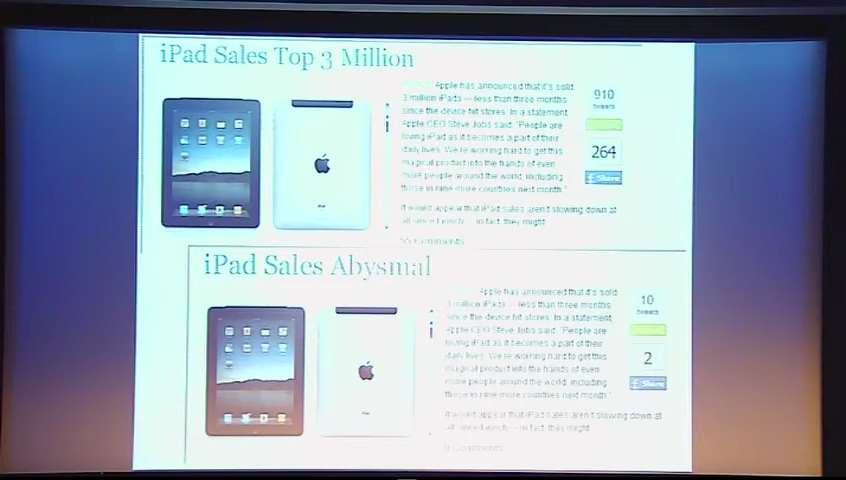 iPad Sales Top 3 Million
Apple has announced that it's sold
3 million iPads — less than three months
since the device hit stores. In a statement,
Apple CEO Steve Jobs said: "People are
loving iPad as it becomes a part of their
daily lives. We're working hard to get this
magical product into the hands of even
more people around the world, including
those in nine more countries next month."
It would appear that iPad sales aren't slowing down at
all since launch — in fact, they might
Comments
910
tweets
264
Share
iPad Sales Abysmal
Apple has announced that it's sold
3 million iPads — less than three months
since the device hit stores. In a statement,
Apple CEO Steve Jobs said: "People are
loving iPad as it becomes a part of their
daily lives. We're working hard to get this
magical product into the hands of even
more people around the world, including
those in nine more countries next month."
It would appear that iPad sales aren't slowing down at
all since launch — in fact, they might
0 Comments
10
tweets
2
Share